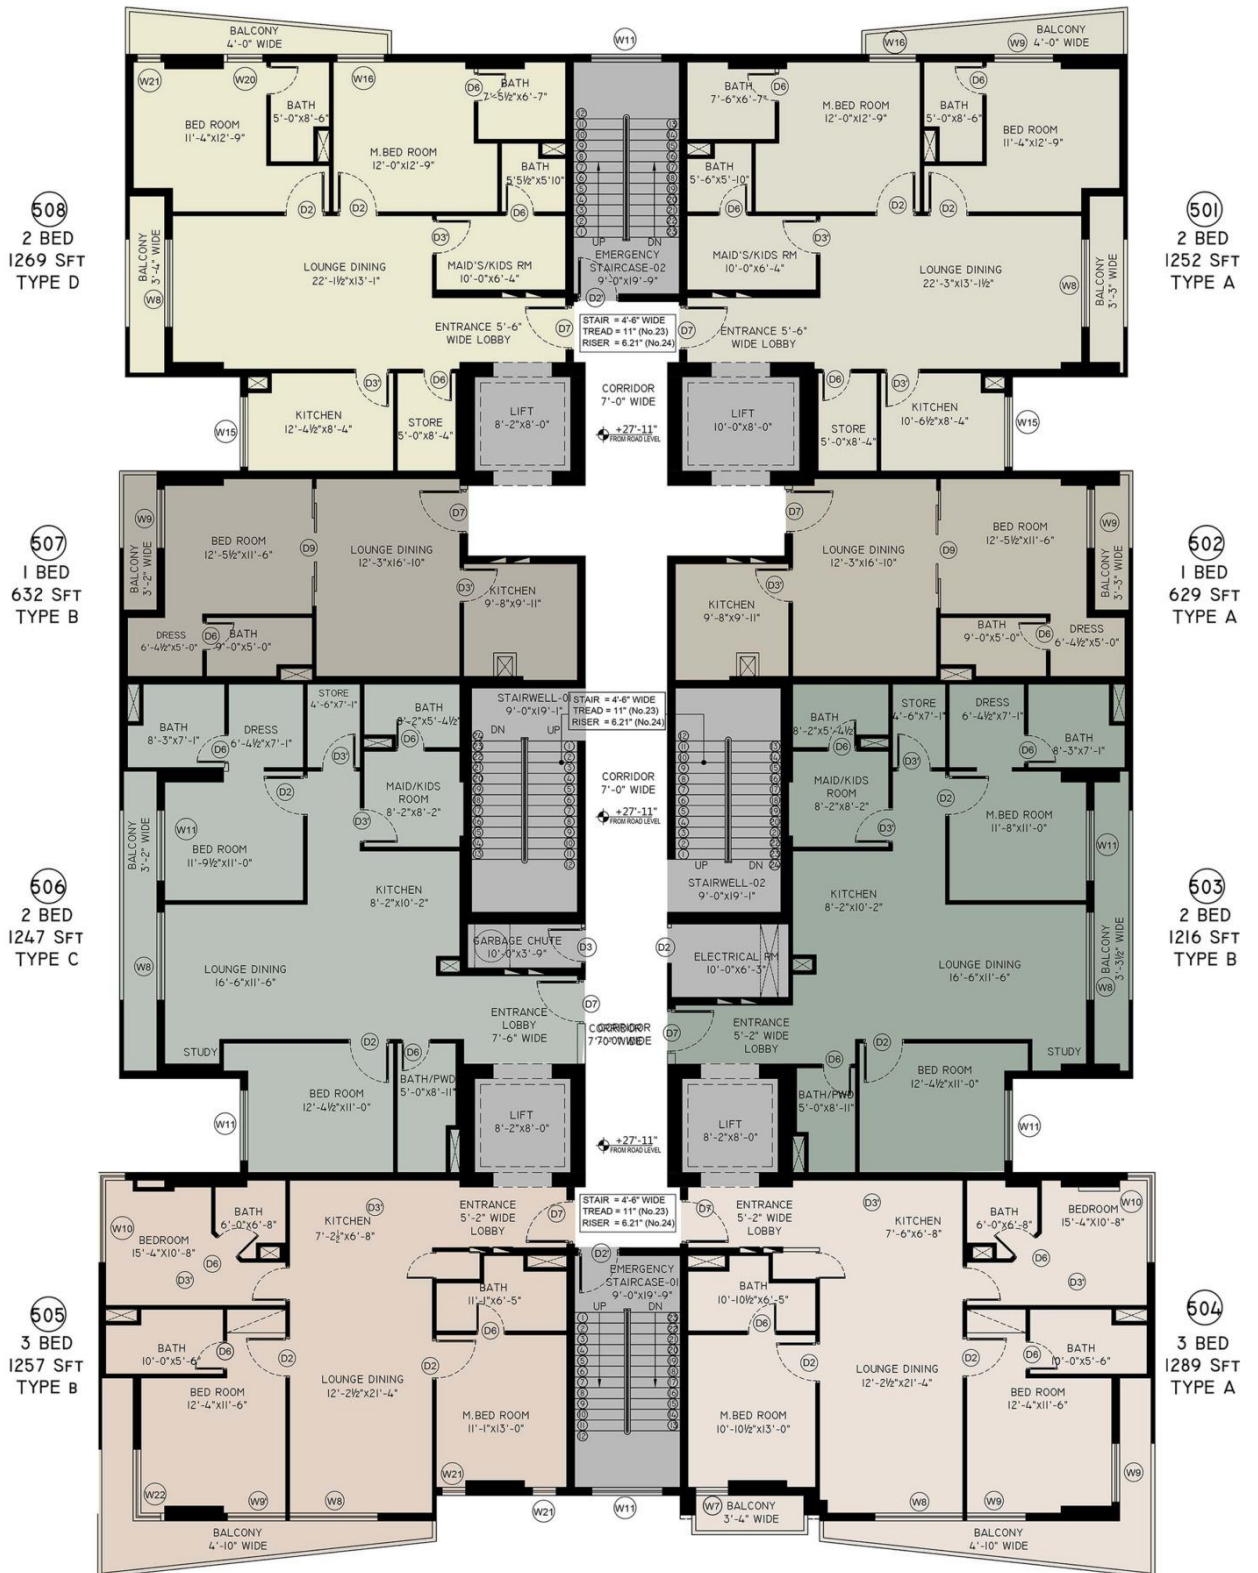 BALCONY
4'-0" WIDE
W21
W20
W16
W11
W16
W9
BALCONY
4'-0" WIDE
BED ROOM
11'-4"x12'-9"
BATH
5'-0"x8'-6"
M.BED ROOM
12'-0"x12'-9"
D6
BATH
7'-5½"x6'-7"
BATH
5'5½"x5'10"
D6
D2
D2
BATH
7'-6"x6'-7"
D6
M.BED ROOM
12'-0"x12'-9"
D6
BATH
5'-0"x8'-6"
BED ROOM
11'-4"x12'-9"
BATH
5'-6"x5'-10"
D6
D2
D2
508
2 BED
1269 SFT
TYPE D
501
2 BED
1252 SFT
TYPE A
BALCONY
3'-4" WIDE
W8
LOUNGE DINING
22'-1½"x13'-1"
D3'
MAID'S/KIDS RM
10'-0"x6'-4"
UP
DN
EMERGENCY
STAIRCASE-02
9'-0"x19'-9"
D2'
MAID'S/KIDS RM
10'-0"x6'-4"
D3'
LOUNGE DINING
22'-3"x13'-1½"
W8
BALCONY
3'-3" WIDE
ENTRANCE 5'-6"
WIDE LOBBY
D7
STAIR = 4'-6" WIDE
TREAD = 11" (No.23)
RISER = 6.21" (No.24)
D7
ENTRANCE 5'-6"
WIDE LOBBY
D3'
D6
D6
D3'
W15
KITCHEN
12'-4½"x8'-4"
STORE
5'-0"x8'-4"
LIFT
8'-2"x8'-0"
CORRIDOR
7'-0" WIDE
+27'-11"
FROM ROAD LEVEL
LIFT
10'-0"x8'-0"
STORE
5'-0"x8'-4"
KITCHEN
10'-6½"x8'-4"
W15
507
1 BED
632 SFT
TYPE B
502
1 BED
629 SFT
TYPE A
W9
BALCONY
3'-2" WIDE
BED ROOM
12'-5½"x11'-6"
D9
LOUNGE DINING
12'-3"x16'-10"
D7
D3'
KITCHEN
9'-8"x9'-11"
DRESS
6'-4½"x5'-0"
D6
BATH
9'-0"x5'-0"
D7
LOUNGE DINING
12'-3"x16'-10"
D9
BED ROOM
12'-5½"x11'-6"
W9
BALCONY
3'-3" WIDE
D3'
KITCHEN
9'-8"x9'-11"
BATH
9'-0"x5'-0"
D6
DRESS
6'-4½"x5'-0"
BATH
8'-3"x7'-1"
D6
DRESS
6'-4½"x7'-1"
STORE
4'-6"x7'-1"
D3'
BATH
8'-2"x5'-4½"
D6
STAIRWELL-01
9'-0"x19'-1"
DN
UP
STAIR = 4'-6" WIDE
TREAD = 11" (No.23)
RISER = 6.21" (No.24)
BATH
8'-2"x5'-4½"
D6
STORE
4'-6"x7'-1"
D3'
DRESS
6'-4½"x7'-1"
D6
BATH
8'-3"x7'-1"
506
2 BED
1247 SFT
TYPE C
503
2 BED
1216 SFT
TYPE B
BALCONY
3'-2" WIDE
W11
BED ROOM
11'-9½"x11'-0"
D2
D3'
MAID/KIDS
ROOM
8'-2"x8'-2"
CORRIDOR
7'-0" WIDE
+27'-11"
FROM ROAD LEVEL
MAID/KIDS
ROOM
8'-2"x8'-2"
D3'
D2
M.BED ROOM
11'-8"x11'-0"
W11
UP
DN
STAIRWELL-02
9'-0"x19'-1"
KITCHEN
8'-2"x10'-2"
KITCHEN
8'-2"x10'-2"
W8
LOUNGE DINING
16'-6"x11'-6"
GARBAGE CHUTE
10'-0"x3'-9"
D3
D2
ELECTRICAL RM
10'-0"x6'-3"
LOUNGE DINING
16'-6"x11'-6"
W8
BALCONY
3'-3½" WIDE
D7
ENTRANCE
LOBBY
7'-6" WIDE
CORRIDOR
7'-0" WIDE
D7
ENTRANCE
5'-2" WIDE
LOBBY
STUDY
D2
D6
BED ROOM
12'-4½"x11'-0"
BATH/PWD
5'-0"x8'-11"
W11
LIFT
8'-2"x8'-0"
+27'-11"
FROM ROAD LEVEL
LIFT
8'-2"x8'-0"
D6
BATH/PWD
5'-0"x8'-11"
D2
BED ROOM
12'-4½"x11'-0"
STUDY
W11
W10
BEDROOM
15'-4"x10'-8"
D3'
D6
BATH
6'-0"x6'-8"
D3'
KITCHEN
7'-2½"x6'-8"
ENTRANCE
5'-2" WIDE
LOBBY
D7
STAIR = 4'-6" WIDE
TREAD = 11" (No.23)
RISER = 6.21" (No.24)
D7
ENTRANCE
5'-2" WIDE
LOBBY
D3'
KITCHEN
7'-6"x6'-8"
BATH
6'-0"x6'-8"
D6
BEDROOM
15'-4"x10'-8"
W10
D3'
505
3 BED
1257 SFT
TYPE B
504
3 BED
1289 SFT
TYPE A
D2'
EMERGENCY
STAIRCASE-01
9'-0"x19'-9"
UP
DN
BATH
11'-1"x6'-5"
D6
BATH
10'-10½"x6'-5"
D6
BATH
10'-0"x5'-6"
D6
D2
D2
D2
D2
D6
BATH
10'-0"x5'-6"
BED ROOM
12'-4"x11'-6"
LOUNGE DINING
12'-2½"x21'-4"
M.BED ROOM
11'-1"x13'-0"
M.BED ROOM
10'-10½"x13'-0"
LOUNGE DINING
12'-2½"x21'-4"
BED ROOM
12'-4"x11'-6"
W22
W9'
W8
W21
W21
W11
W7
W8
W9
W9
BALCONY
3'-4" WIDE
BALCONY
4'-10" WIDE
BALCONY
4'-10" WIDE